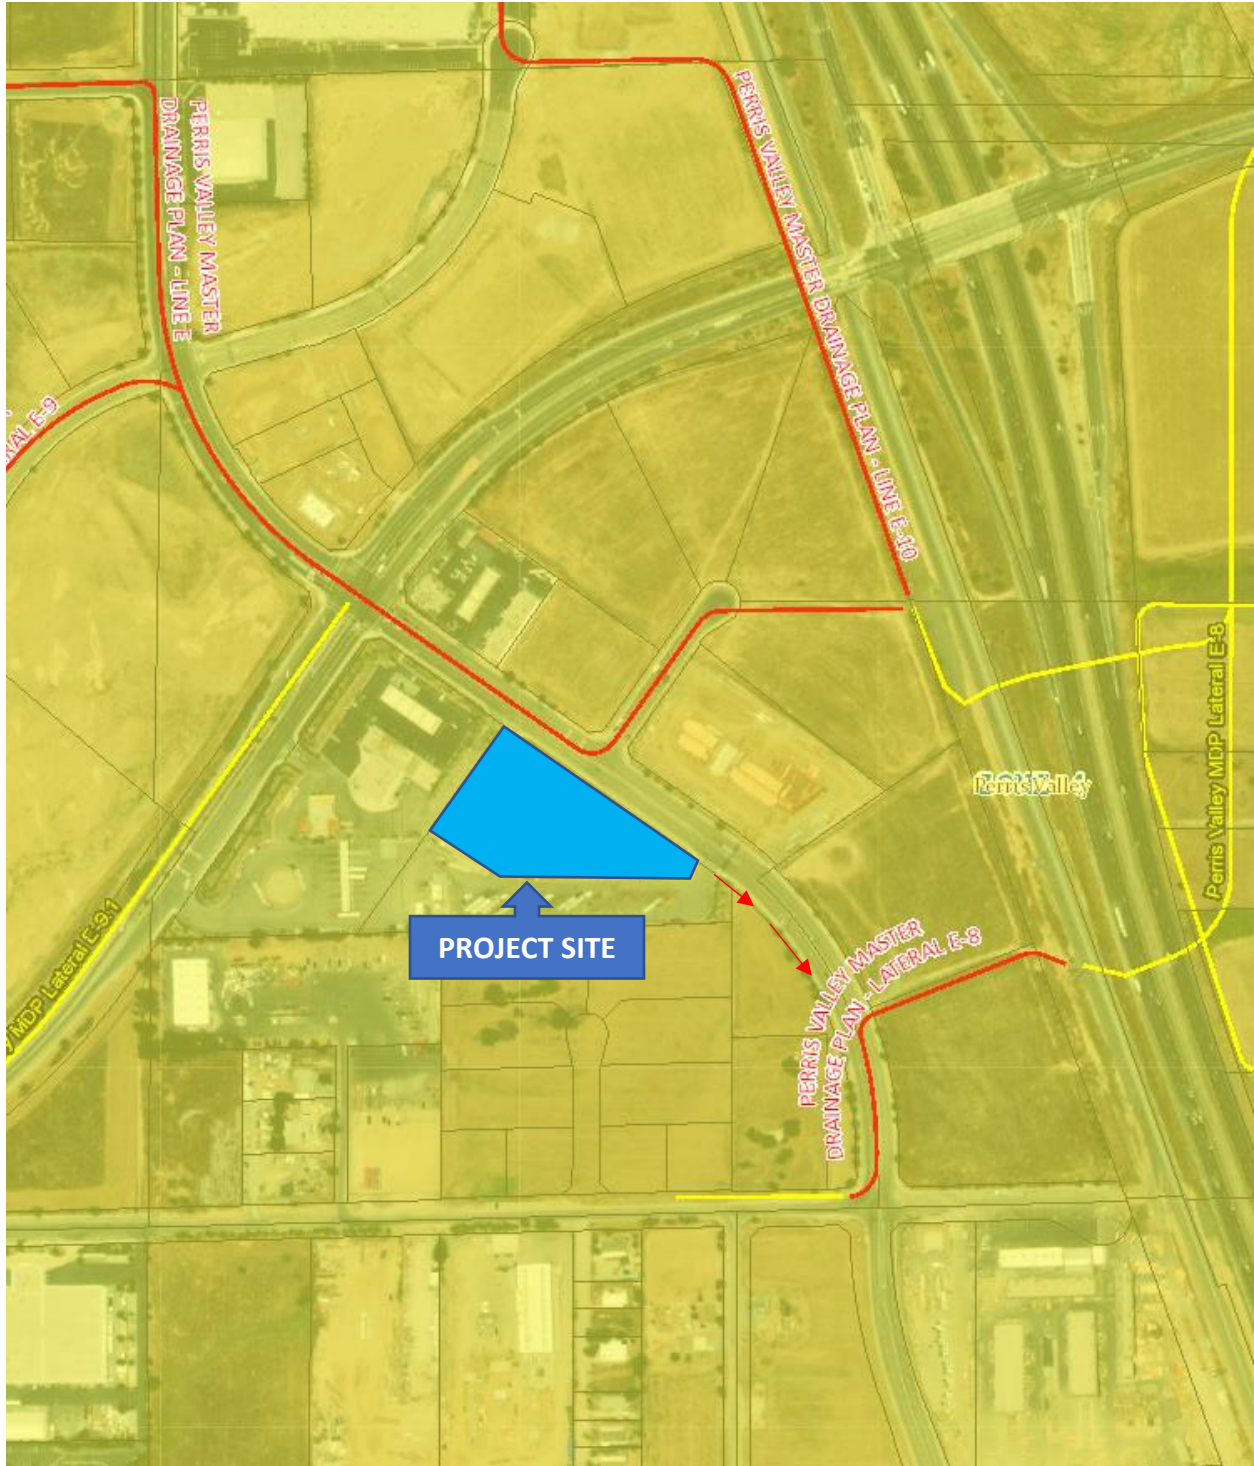 PERRIS VALLEY MASTER
DRAINAGE PLAN - LINE E
PERRIS VALLEY MASTER DRAINAGE PLAN - LINE E-10
RAL E-9
Perris Valley MDP Lateral E-8
Perris Valley
PROJECT SITE
MDP Lateral E-9.1
PERRIS VALLEY MASTER
DRAINAGE PLAN - LATERAL E-8